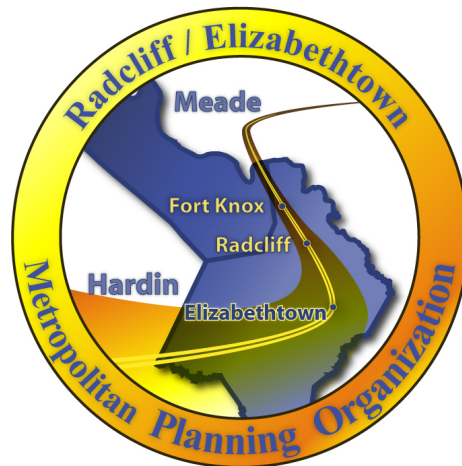 Radcliff / Elizabethtown
Meade
Fort Knox
Radcliff
Hardin
Elizabethtown
Metropolitan Planning Organization